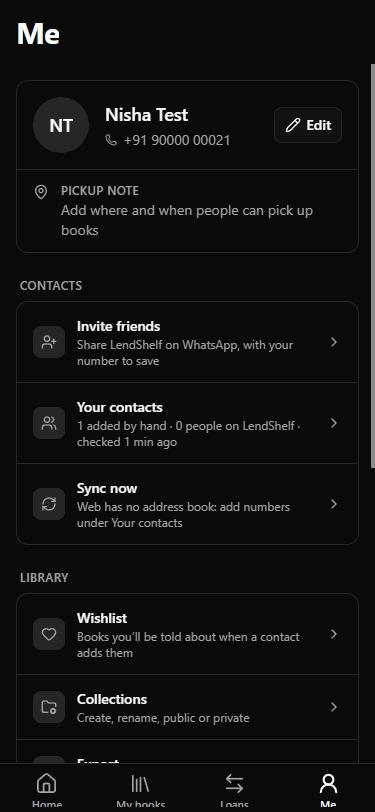 Me
NT
Nisha Test
+91 90000 00021
Edit
PICKUP NOTE
Add where and when people can pick up
books
CONTACTS
Invite friends
Share LendShelf on WhatsApp, with your
number to save
Your contacts
1 added by hand · 0 people on LendShelf ·
checked 1 min ago
Sync now
Web has no address book: add numbers
under Your contacts
LIBRARY
Wishlist
Books you’ll be told about when a contact
adds them
Collections
Create, rename, public or private
Export
Home
My books
Loans
Me